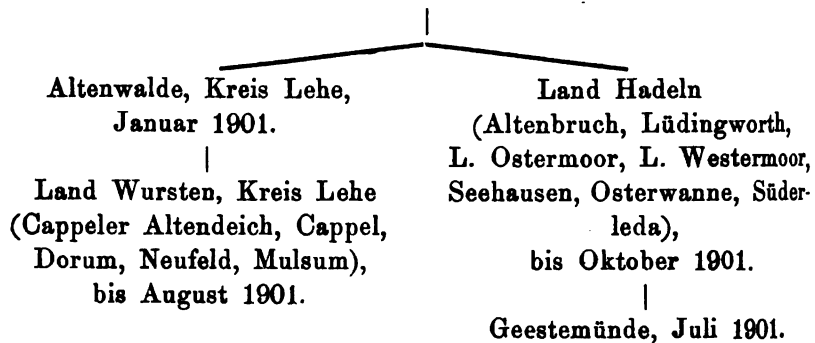 Altenwalde, Kreis Lehe,
Januar 1901.
Land Wursten, Kreis Lehe
(Cappeler Altendeich, Cappel,
Dorum, Neufeld, Mulsum),
bis August 1901.
Land Hadeln
(Altenbruch, Lüdingworth,
L. Ostermoor, L. Westermoor,
Seehausen, Osterwanne, Süder-
leda),
bis Oktober 1901.
Geestemünde, Juli 1901.